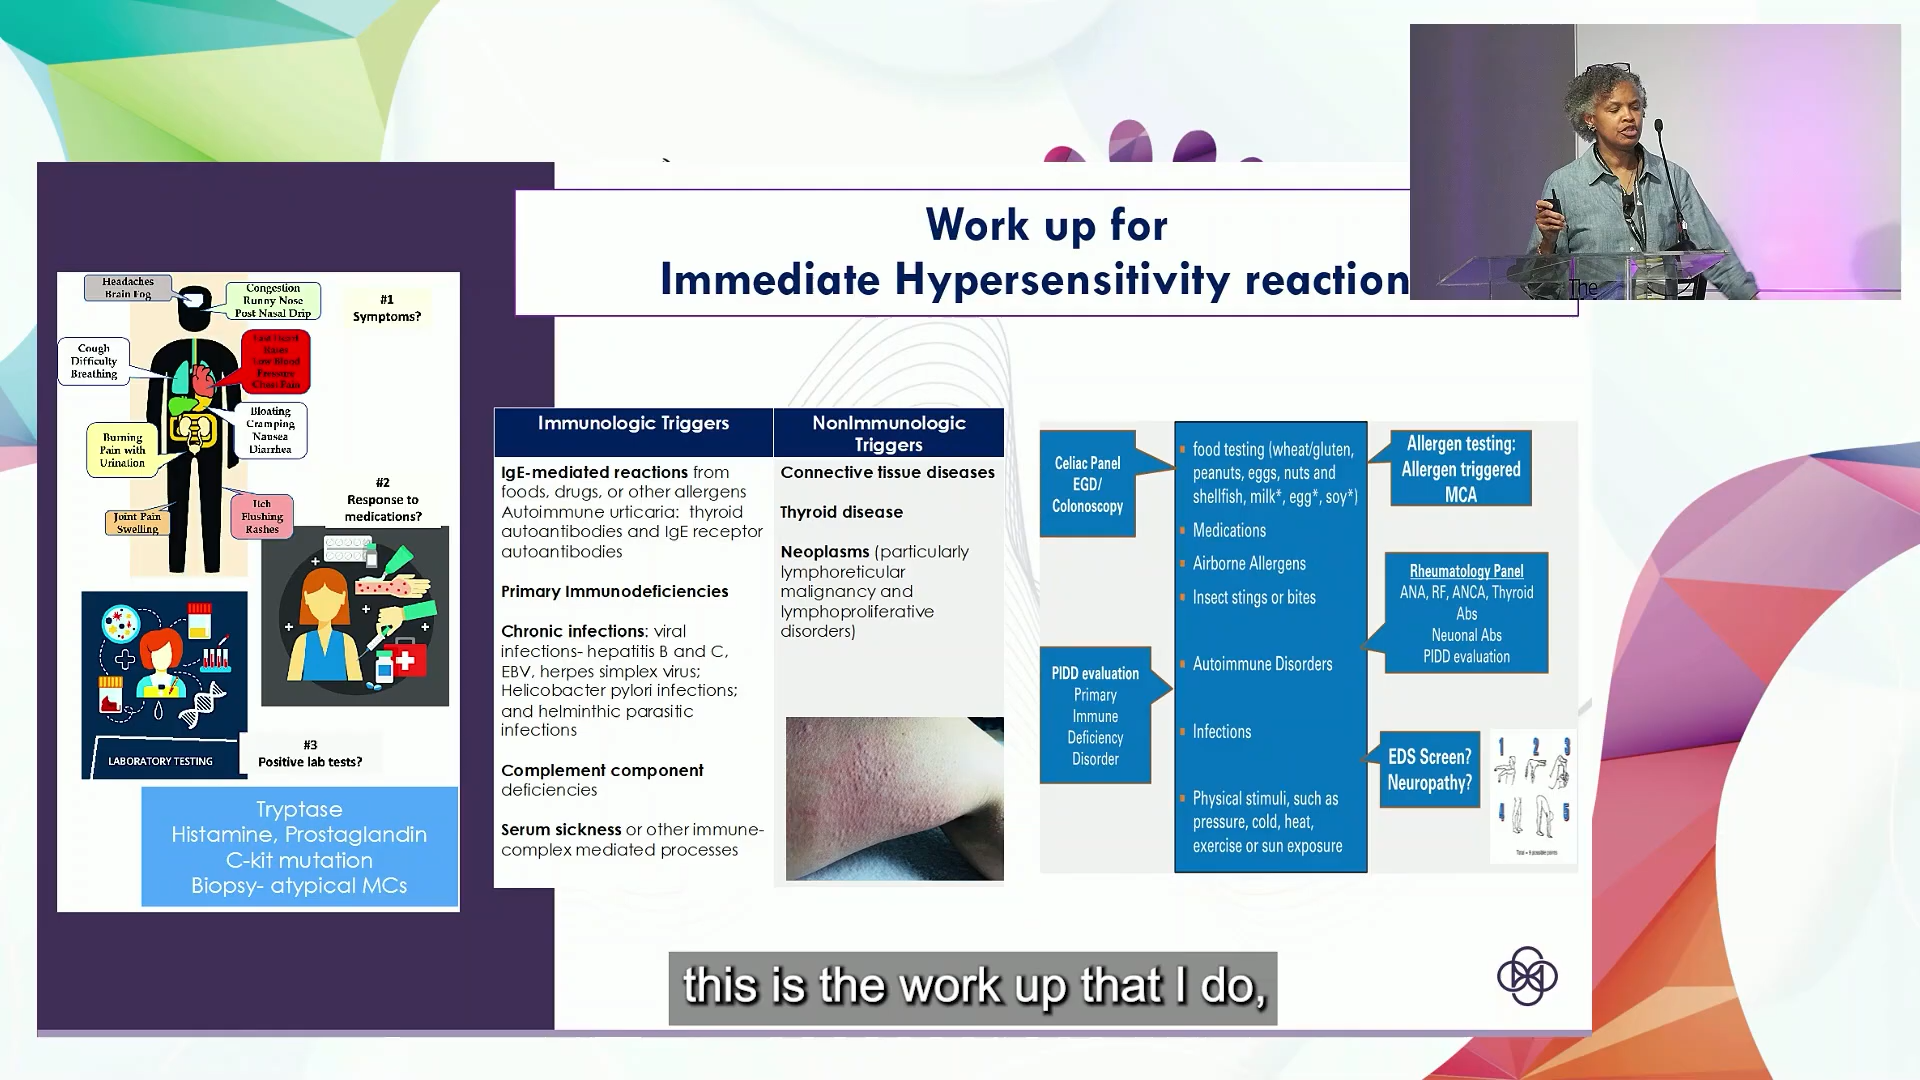 Work up for
Immediate Hypersensitivity reaction
The
Headaches
Brain Fog
Congestion
Runny Nose
Post Nasal Drip
#1
Symptoms?
Cough
Difficulty
Breathing
Low Blood
Pressure
Chest Pain
Bloating
Cramping
Nausea
Diarrhea
Burning
Pain with
Urination
#2
Response to
medications?
Joint Pain
Swelling
Itch
Flushing
Rashes
LABORATORY TESTING
#3
Positive lab tests?
Tryptase
Histamine, Prostaglandin
C-kit mutation
Biopsy- atypical MCs
Immunologic Triggers
IgE-mediated reactions from
foods, drugs, or other allergens
Autoimmune urticaria: thyroid
autoantibodies and IgE receptor
autoantibodies
Primary Immunodeficiencies
Chronic infections: viral
infections- hepatitis B and C,
EBV, herpes simplex virus;
Helicobacter pylori infections;
and helminthic parasitic
infections
Complement component
deficiencies
Serum sickness or other immune-
complex mediated processes
NonImmunologic
Triggers
Connective tissue diseases
Thyroid disease
Neoplasms (particularly
lymphoreticular
malignancy and
lymphoproliferative
disorders)
Celiac Panel
EGD/
Colonoscopy
PIDD evaluation
Primary
Immune
Deficiency
Disorder
food testing (wheat/gluten,
peanuts, eggs, nuts and
shellfish, milk*, egg*, soy*)
Medications
Airborne Allergens
Insect stings or bites
Autoimmune Disorders
Infections
Physical stimuli, such as
pressure, cold, heat,
exercise or sun exposure
Allergen testing:
Allergen triggered
MCA
Rheumatology Panel
ANA, RF, ANCA, Thyroid
Abs
Neuonal Abs
PIDD evaluation
EDS Screen?
Neuropathy?
1 2 3
4 5
this is the work up that I do,